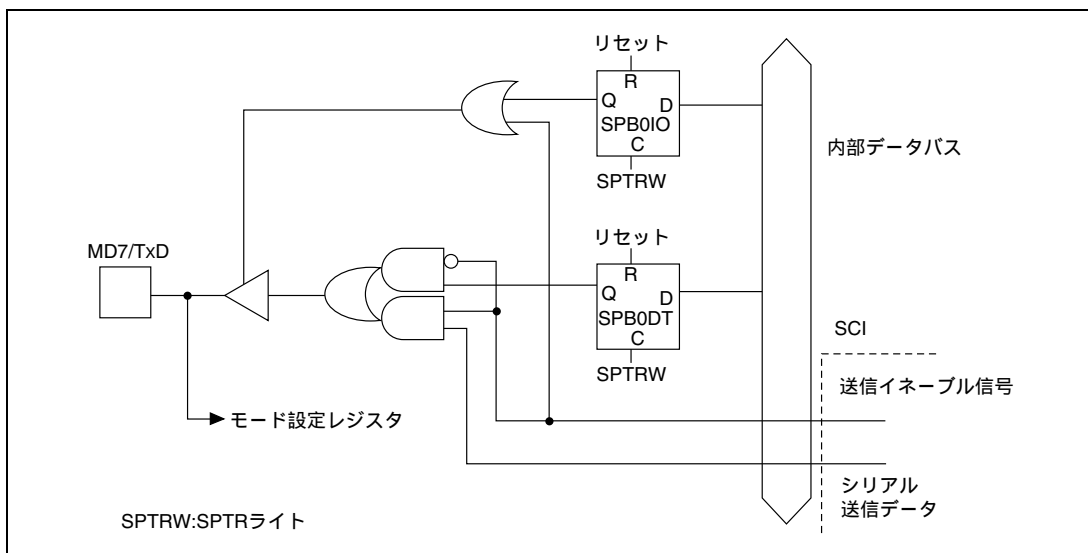 リセット
R
Q
D
SPB0IO
C
SPTRW
内部データバス
リセット
MD7/TxD
R
Q
D
SPB0DT
C
SPTRW
SCI
送信イネーブル信号
モード設定レジスタ
シリアル
送信データ
SPTRW:SPTRライト